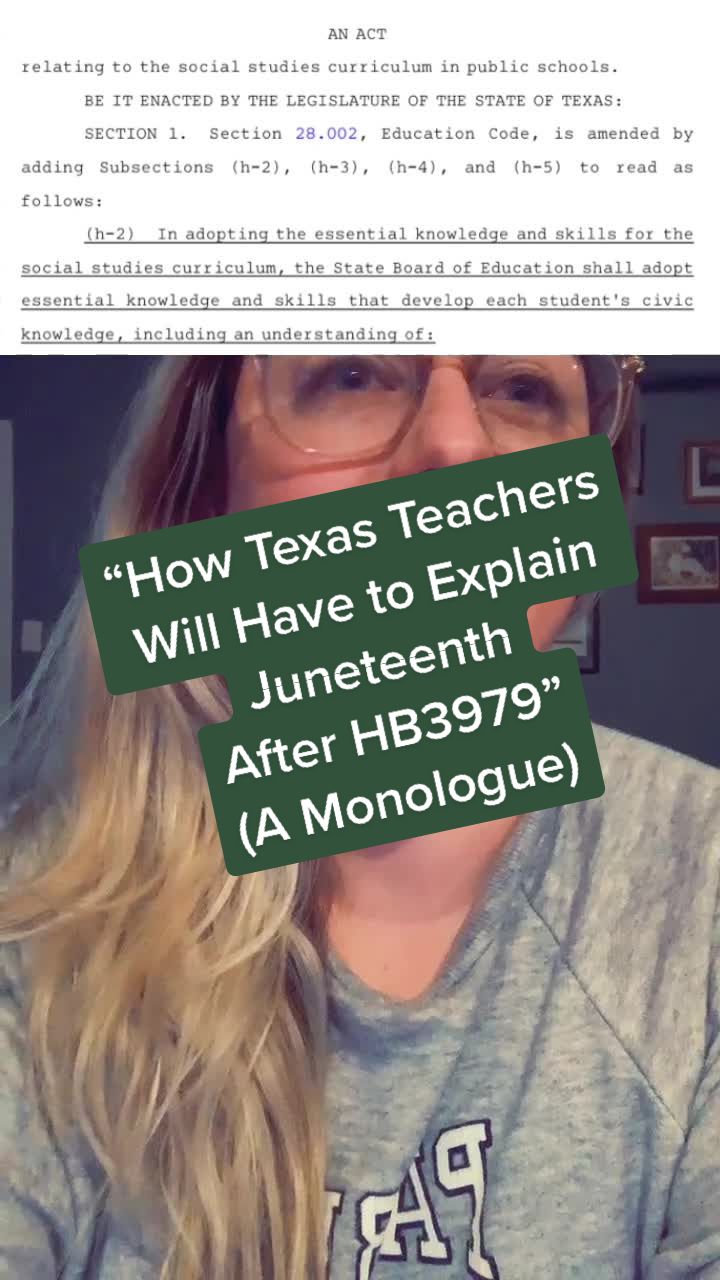 AN ACT
relating to the social studies curriculum in public schools.
BE IT ENACTED BY THE LEGISLATURE OF THE STATE OF TEXAS:
SECTION 1. Section 28.002, Education Code, is amended by
adding Subsections (h-2), (h-3), (h-4), and (h-5) to read as
follows:
(h-2) In adopting the essential knowledge and skills for the
social studies curriculum, the State Board of Education shall adopt
essential knowledge and skills that develop each student's civic
knowledge, including an understanding of:
“How Texas Teachers
Will Have to Explain
Juneteenth
After HB3979”
(A Monologue)